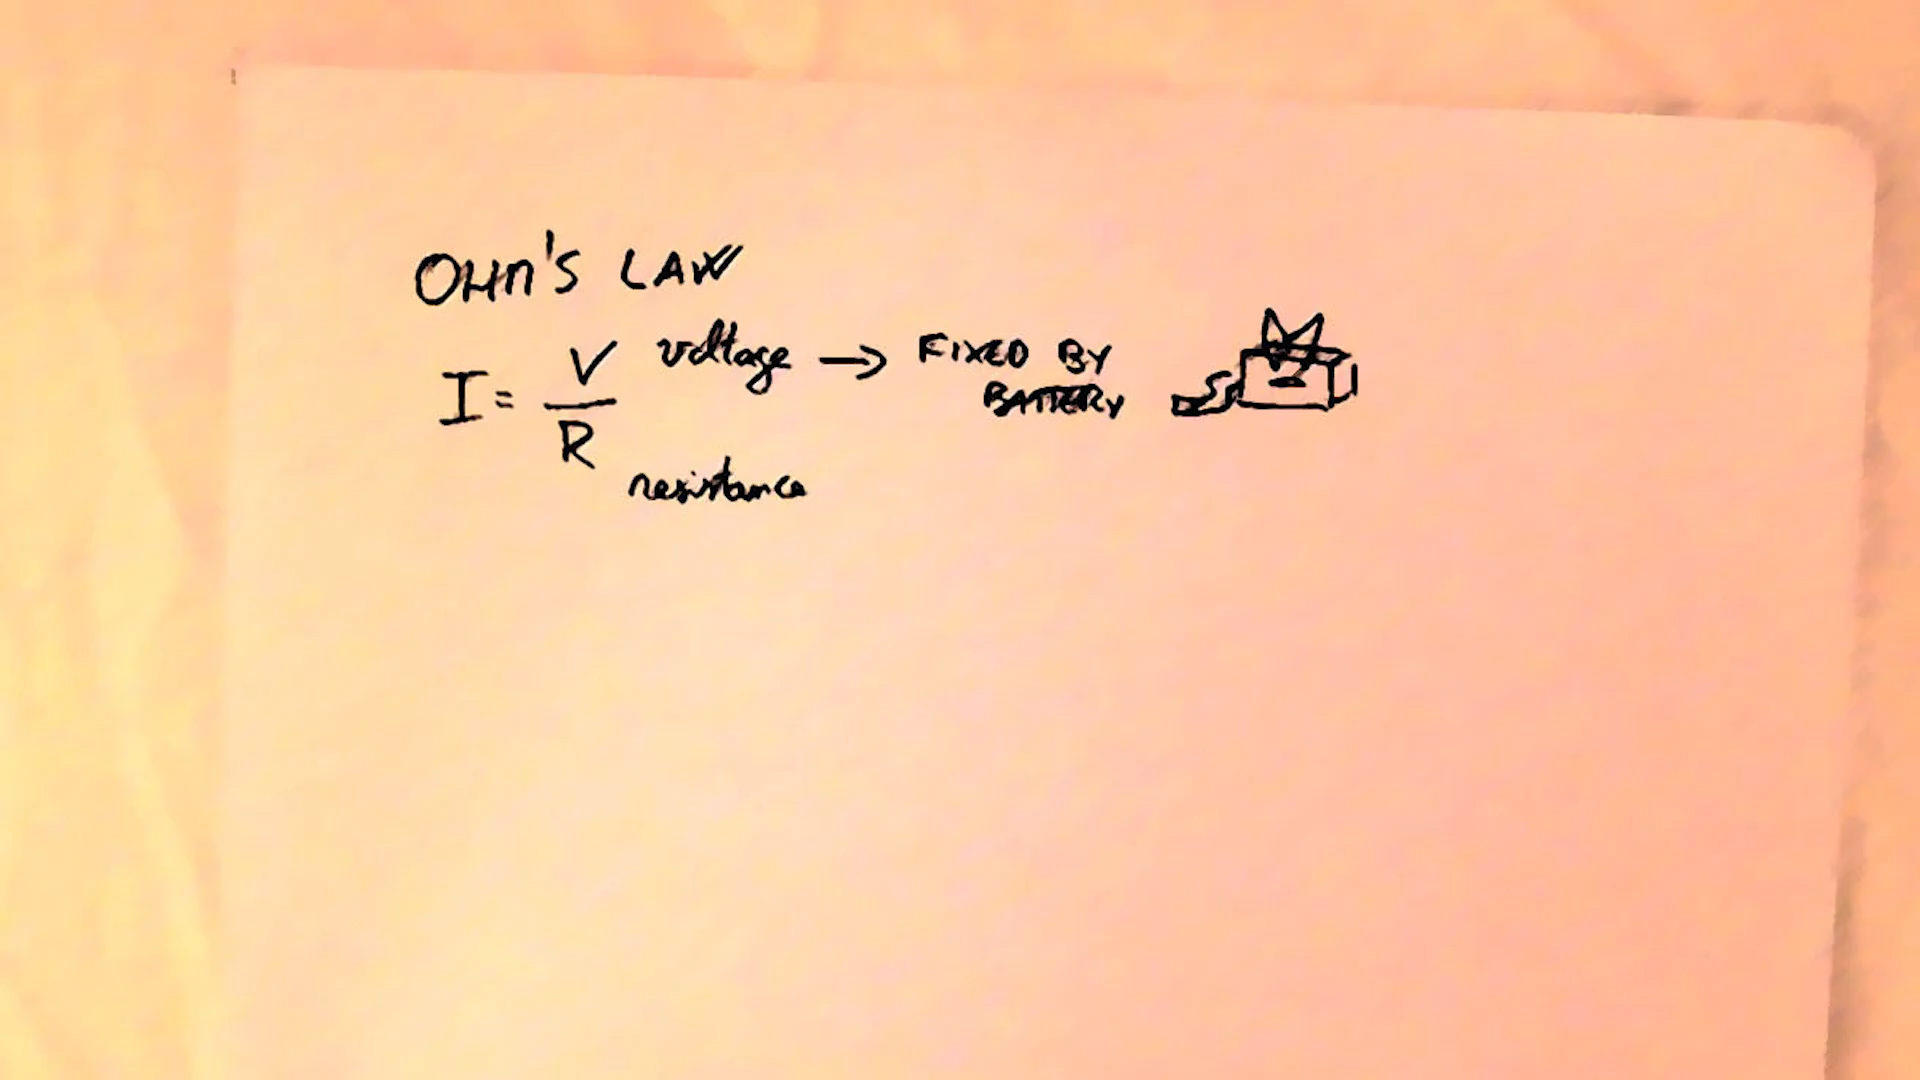 OHM'S LAW
I = V/R voltage → FIXED BY
BATTERY
resistance